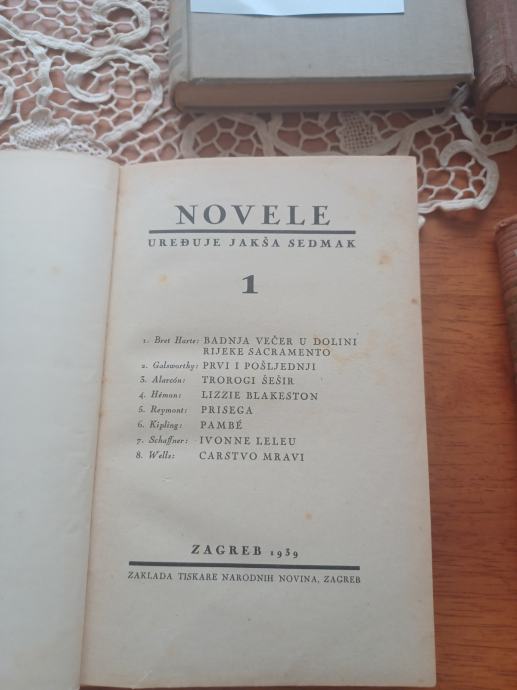 NOVELE
UREĐUJE JAKŠA SEDMAK
1
1. Bret Harte: BADNJA VEČER U DOLINI
RIJEKE SACRAMENTO
2. Galsworthy: PRVI I POŠLJEDNJI
3. Alarcón: TROROGI ŠEŠIR
4. Hémon: LIZZIE BLAKESTON
5. Reymont: PRISEGA
6. Kipling: PAMBÉ
7. Schaffner: IVONNE LELEU
8. Wells: CARSTVO MRAVI
ZAGREB 1939
ZAKLADA TISKARE NARODNIH NOVINA, ZAGREB